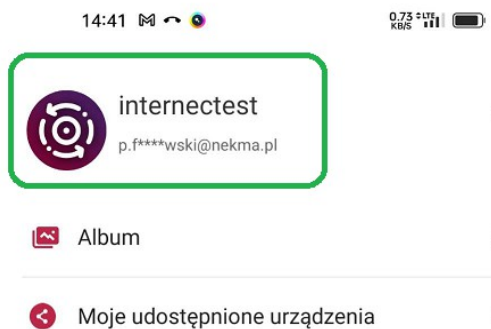 14:41
0.73 KB/S LTE
internectest
p.f****wski@nekma.pl
Album
Moje udostępnione urządzenia